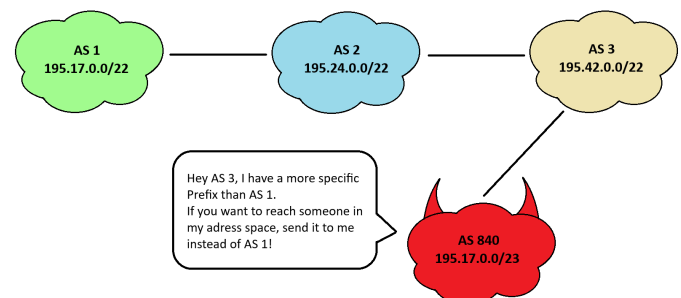 AS 1
195.17.0.0/22
AS 2
195.24.0.0/22
AS 3
195.42.0.0/22
Hey AS 3, I have a more specific
Prefix than AS 1.
If you want to reach someone in
my adress space, send it to me
instead of AS 1!
AS 840
195.17.0.0/23